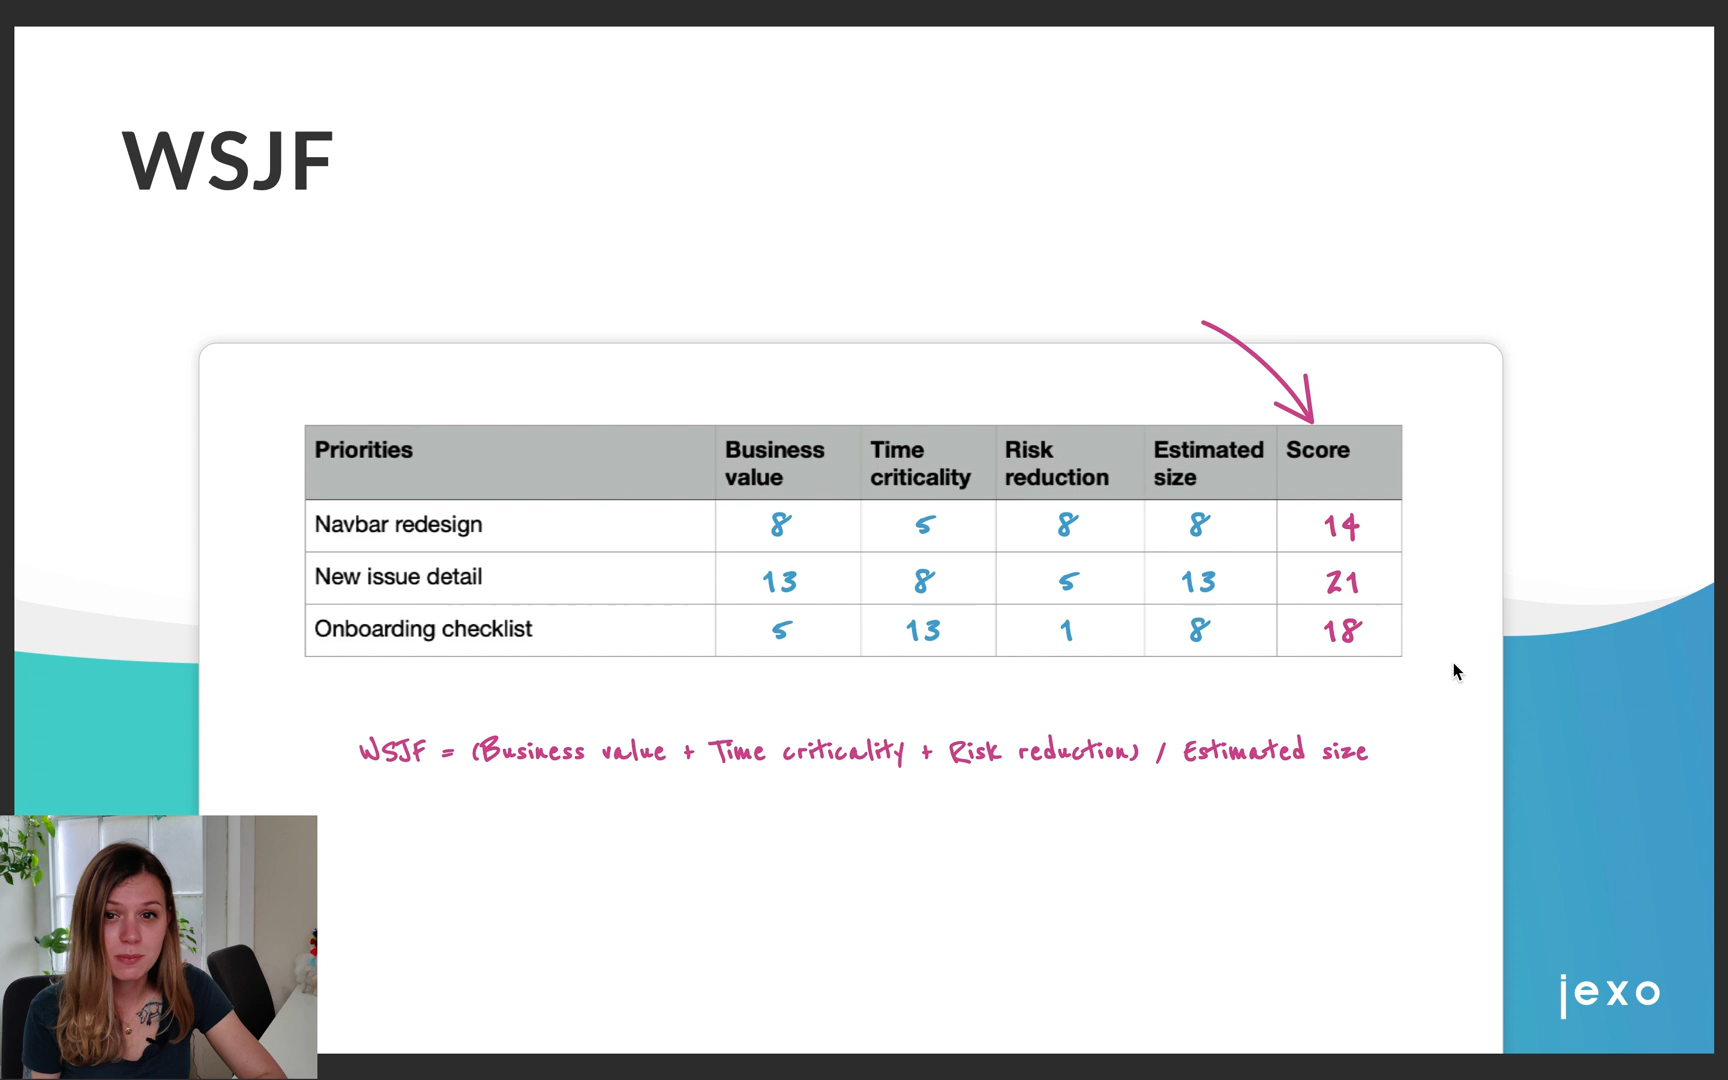 WSJF
Priorities Business value Time criticality Risk reduction Estimated size Score
Navbar redesign 8 5 8 8 14
New issue detail 13 8 5 13 21
Onboarding checklist 5 13 1 8 18
WSJF = (Business value + Time criticality + Risk reduction) / Estimated size
jexo